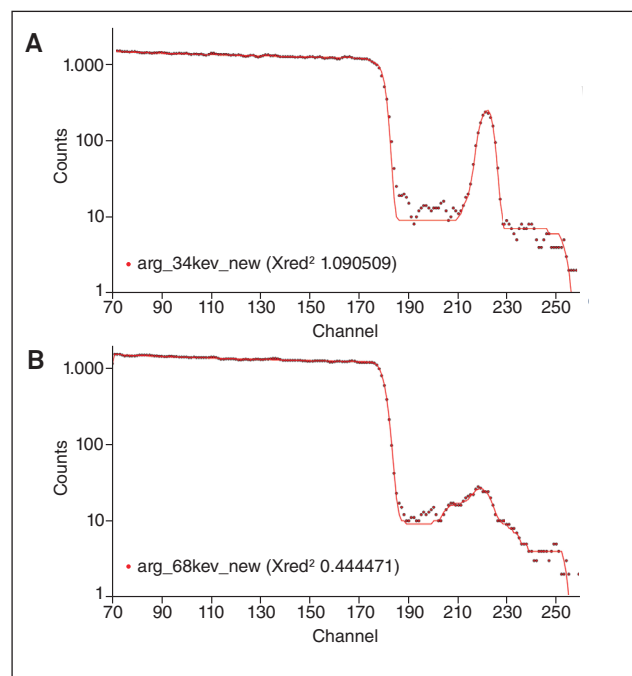 A
1.000
100
10
1
Counts
arg_34kev_new (Xred² 1.090509)
70 90 110 130 150 170 190 210 230 250
Channel
B
1.000
100
10
1
Counts
arg_68kev_new (Xred² 0.444471)
70 90 110 130 150 170 190 210 230 250
Channel